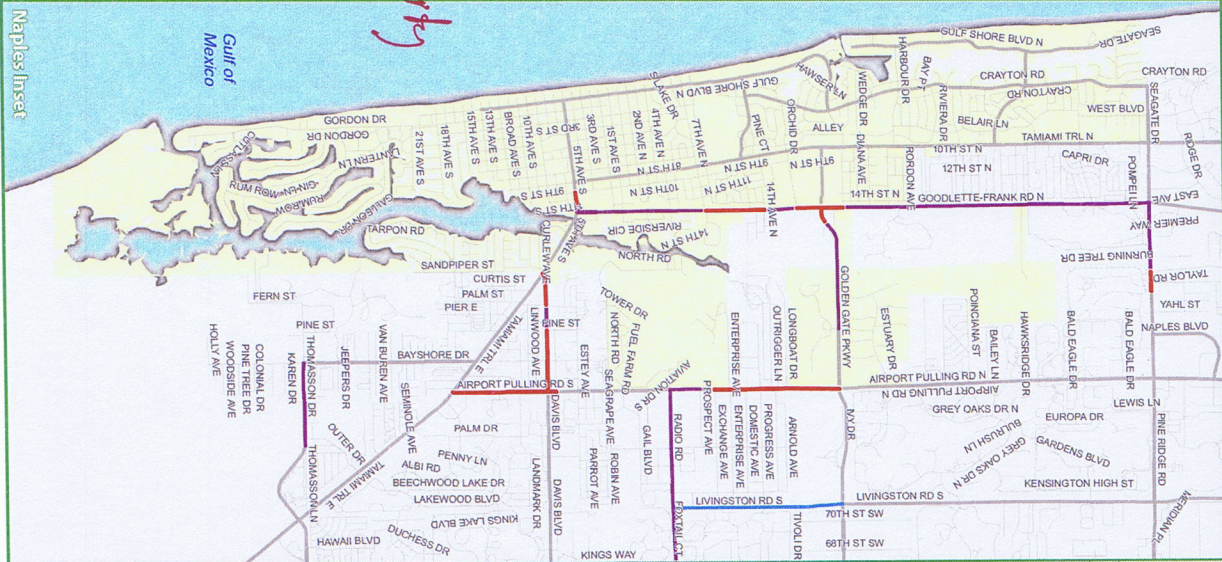 Naples Inset
Gulf of
Mexico
GULF SHORE BLVD N
SEAGATE DR
HARBOUR DR
BAY PT
CRAYTON RD
CRAYTON RD
CRAYTON RD
HAWSER LN
WEDGE DR
RIVIERA DR
WEST BLVD
SEAGATE DR
RIDGE DR
GULF SHORE BLVD N
ORCHID DR
ALLEY
BELAIR LN
TAMIAMI TRL N
GORDON DR
GORDON DR
10TH ST N
12TH ST N
CAPRI DR
POMPEI LN
EAST AVE
21ST AVE S
18TH AVE S
15TH AVE S
13TH AVE S
BROAD AVE S
10TH AVE S
3RD ST S
5TH AVE S
3RD AVE S
1ST AVE S
2ND AVE N
4TH AVE N
7TH AVE N
PINE CT
DIANA AVE
RORDON AVE
9TH ST N
9TH ST N
9TH ST N
10TH ST N
11TH ST N
14TH AVE N
14TH ST N
GOODLETTE-FRANK RD N
PREMIER WAY
RUM ROW
RUM ROW
GALLEON DR
TARPON RD
9TH ST S
5TH AVE S
CURLEW AVE
RIVERSIDE CIR
14TH ST N
NORTH RD
BURNING TREE DR
TAYLOR RD
YAHL ST
NAPLES BLVD
SANDPIPER ST
CURTIS ST
PALM ST
PIER E
FERN ST
PINE ST
PINE ST
TAMIAMI TRL E
LINWOOD AVE
TOWER DR
NORTH RD
FUEL FARM RD
ESTEY AVE
SEAGRAPE AVE
AVIATION DR S
ENTERPRISE AVE
OUTRIGGER LN
LONGBOAT DR
GOLDEN GATE PKWY
ESTUARY DR
POINCIANA ST
BAILEY LN
HAWKSRIDGE DR
BALD EAGLE DR
BALD EAGLE DR
HOLLY AVE
WOODSIDE AVE
PINE TREE DR
COLONIAL DR
KAREN DR
THOMASSON DR
JEEPERS DR
VAN BUREN AVE
BAYSHORE DR
AIRPORT PULLING RD S
AIRPORT PULLING RD N
AIRPORT PULLING RD N
LEWIS LN
SEMINOLE AVE
OUTER DR
PALM DR
DAVIS BLVD
GAIL BLVD
RADIO RD
PROSPECT AVE
EXCHANGE AVE
ENTERPRISE AVE
DOMESTIC AVE
PROGRESS AVE
ARNOLD AVE
GREY OAKS DR N
BULRUSH LN
GREY OAKS DR N
EUROPA DR
GARDENS BLVD
PINE RIDGE RD
THOMASSON LN
TAMIAMI TRL E
PENNY LN
ALBI RD
BEECHWOOD LAKE DR
LAKEWOOD BLVD
KINGS LAKE BLVD
LANDMARK DR
DAVIS BLVD
PARROT AVE
ROBIN AVE
FOXTAIL CT
LIVINGSTON RD S
LIVINGSTON RD S
KENSINGTON HIGH ST
MERIDIAN PL
HAWAII BLVD
DUCHESS DR
KINGS WAY
TIVOLI DR
70TH ST SW
68TH ST SW